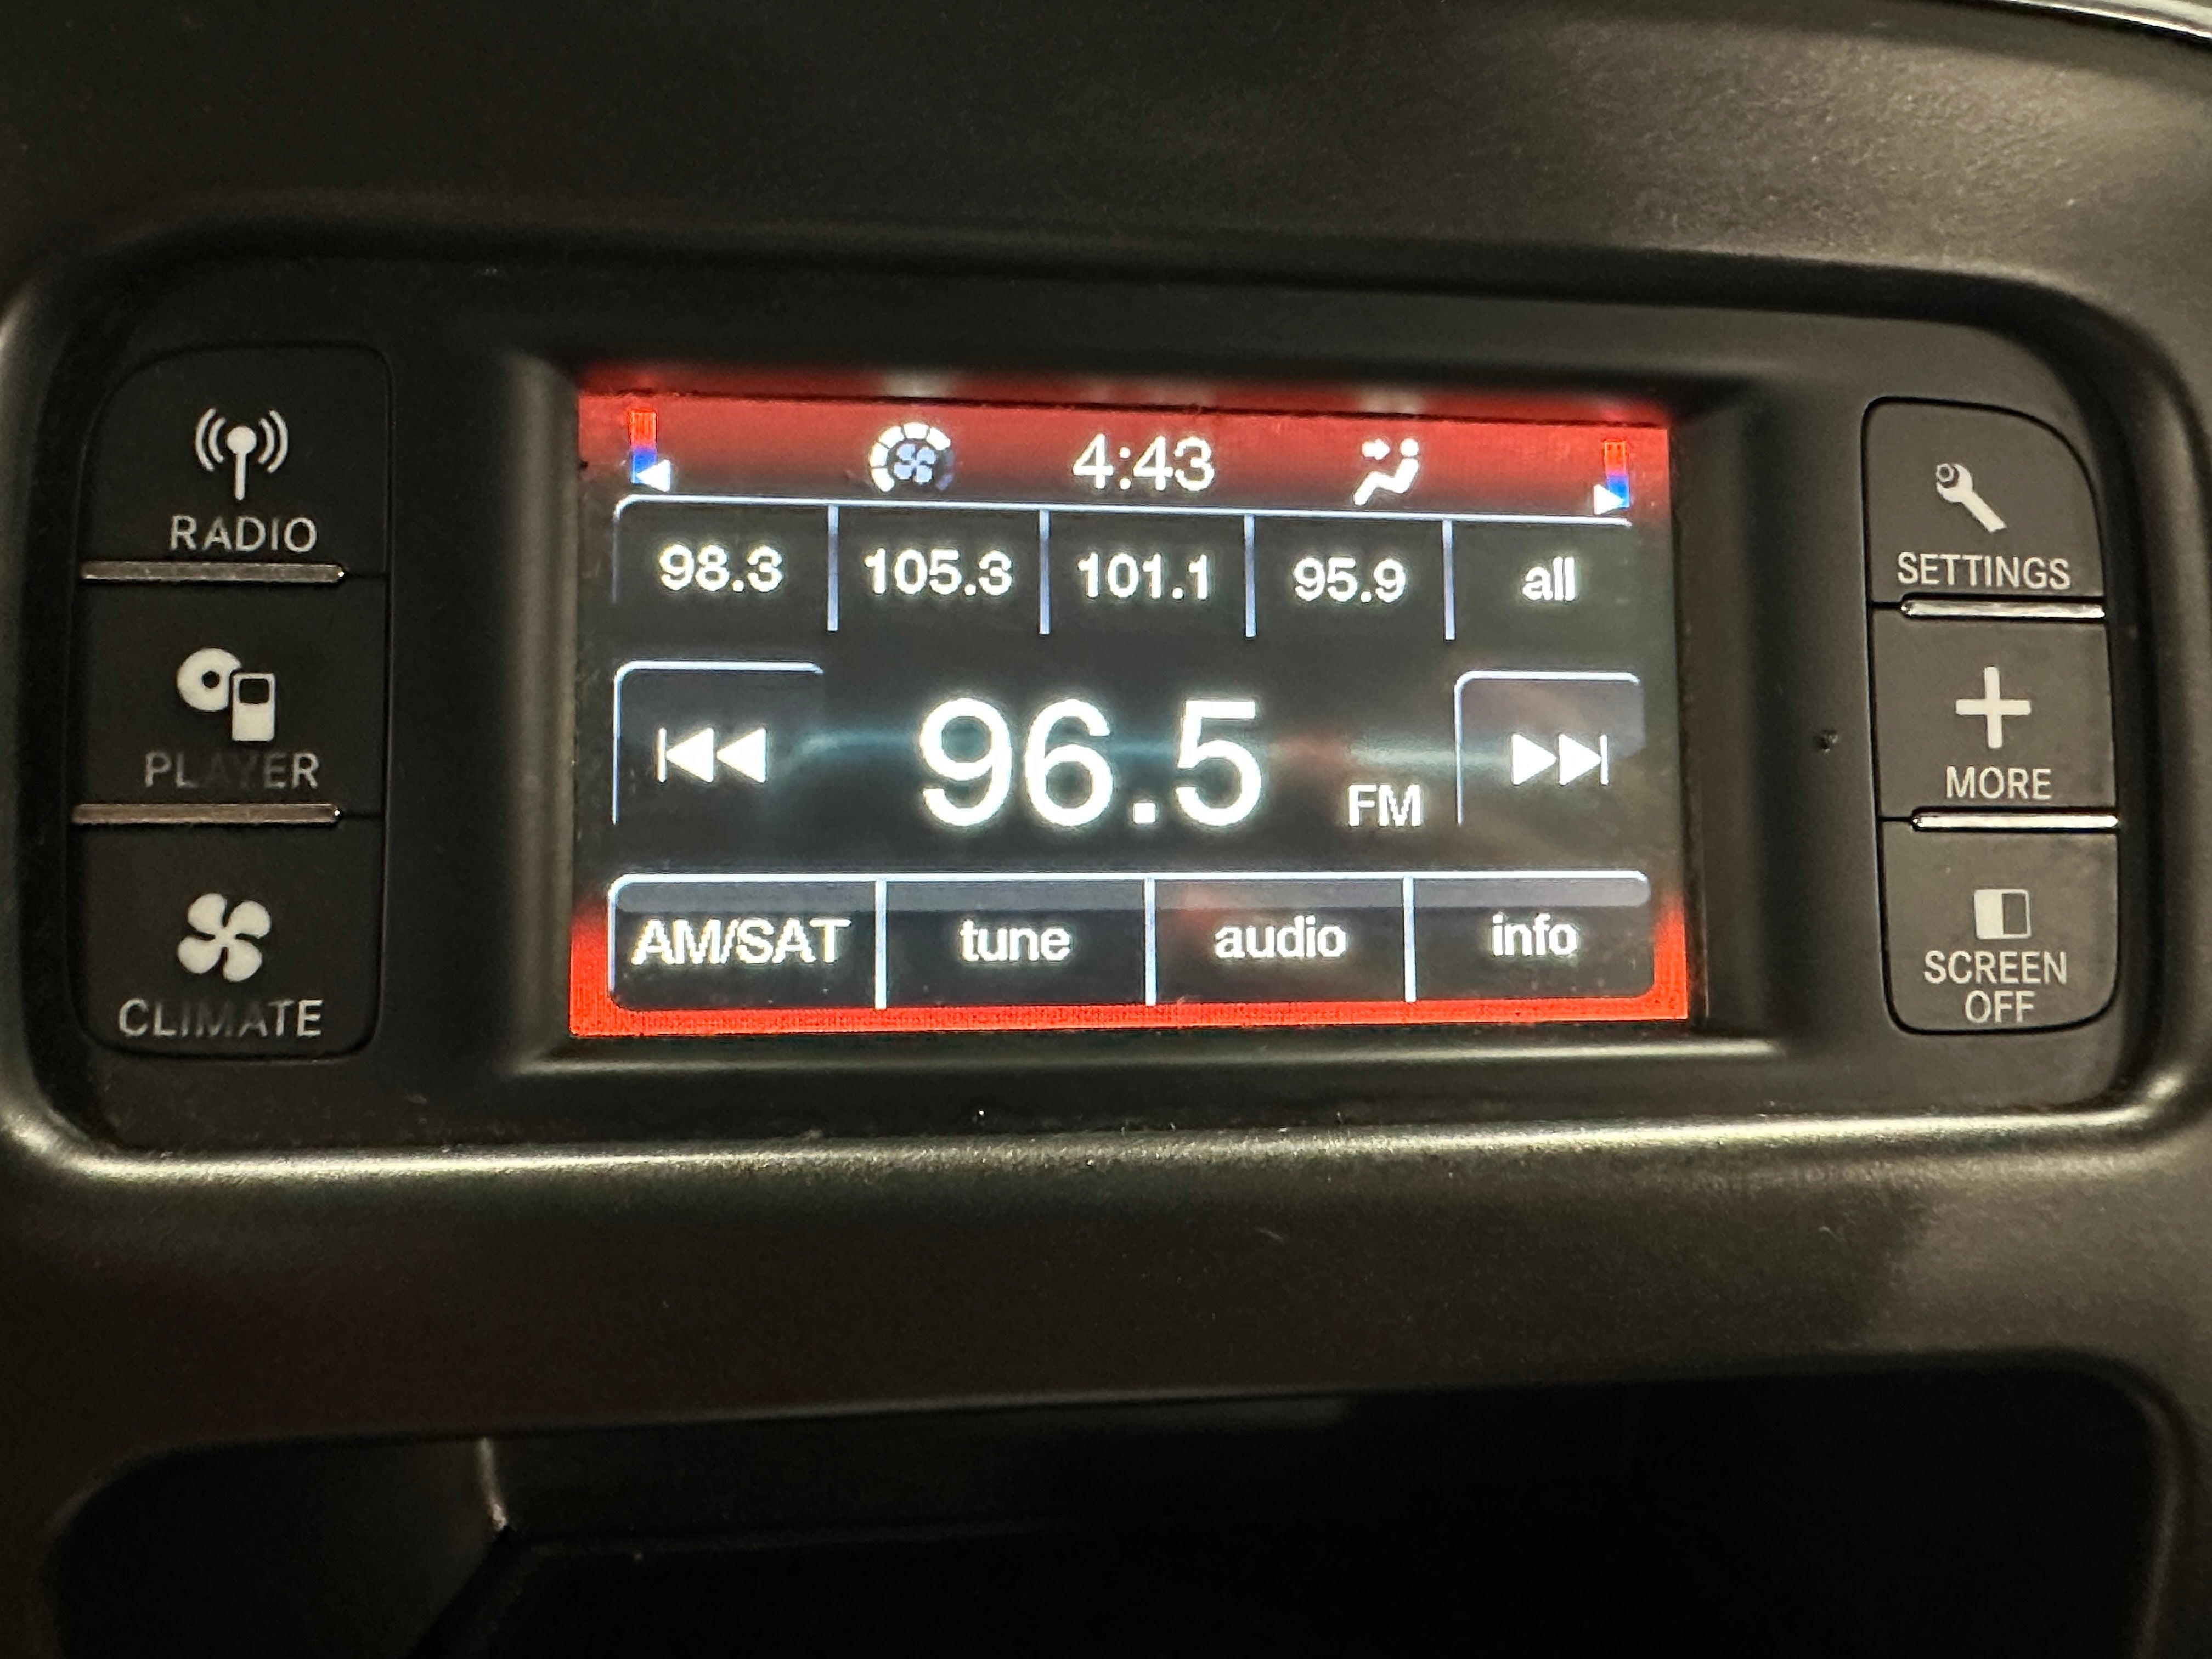 RADIO
PLAYER
CLIMATE
4:43
98.3 105.3 101.1 95.9 all
96.5 FM
AM/SAT tune audio info
SETTINGS
MORE
SCREEN
OFF